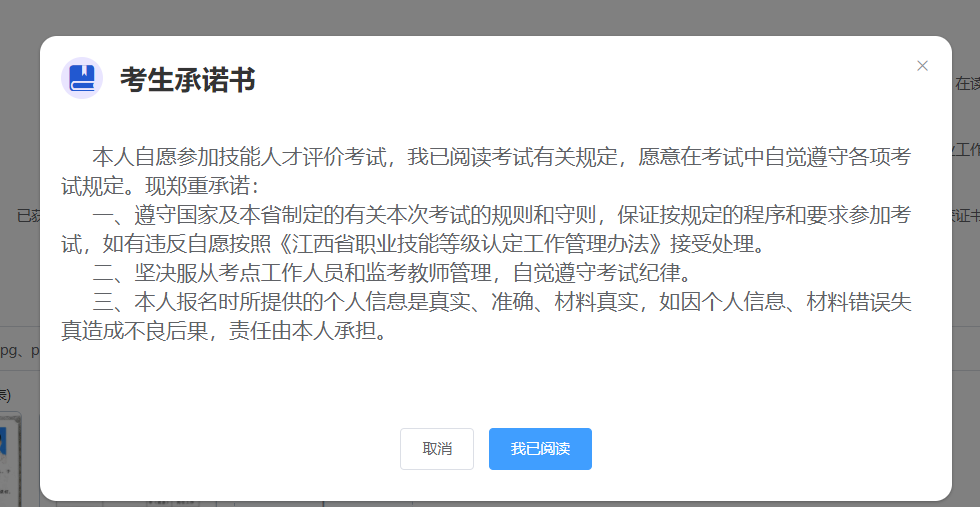 考生承诺书
在读
本人自愿参加技能人才评价考试，我已阅读考试有关规定，愿意在考试中自觉遵守各项考
试规定。现郑重承诺：
已获
一、遵守国家及本省制定的有关本次考试的规则和守则，保证按规定的程序和要求参加考
试，如有违反自愿按照《江西省职业技能等级认定工作管理办法》接受处理。
二、坚决服从考点工作人员和监考教师管理，自觉遵守考试纪律。
三、本人报名时所提供的个人信息是真实、准确、材料真实，如因个人信息、材料错误失
真造成不良后果，责任由本人承担。
pg、p
取消
我已阅读